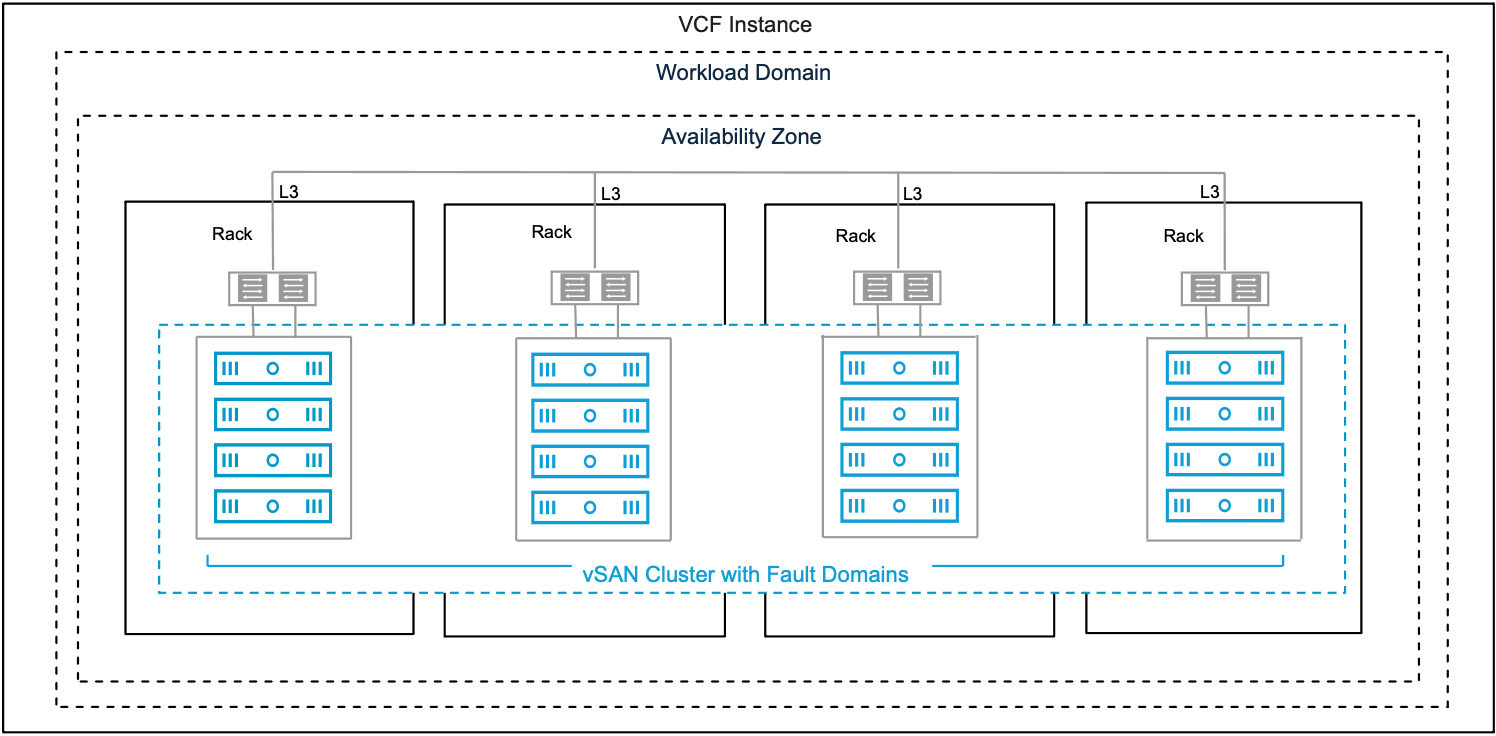 VCF Instance
Workload Domain
Availability Zone
L3
L3
L3
L3
Rack
Rack
Rack
Rack
vSAN Cluster with Fault Domains